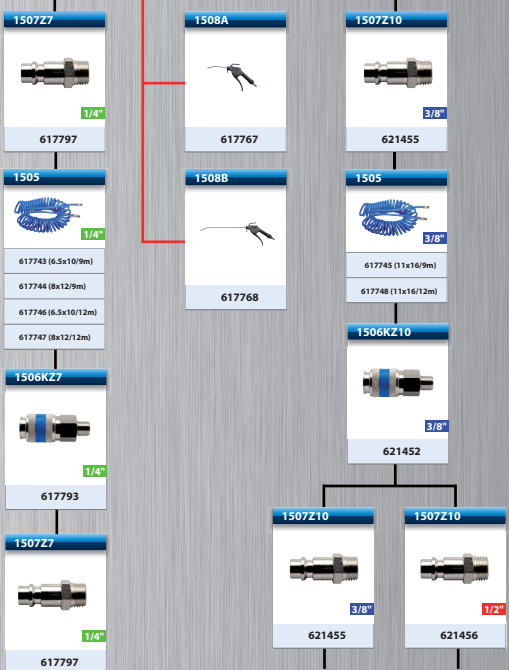 1507Z7
1/4"
617797
1505
1/4"
617743 (6.5x10/9m)
617744 (8x12/9m)
617746 (6.5x10/12m)
617747 (8x12/12m)
1506KZ7
1/4"
617793
1507Z7
1/4"
617797
1508A
617767
1508B
617768
1507Z10
3/8"
621455
1505
3/8"
617745 (11x16/9m)
617748 (11x16/12m)
1506KZ10
3/8"
621452
1507Z10
3/8"
621455
1507Z10
1/2"
621456